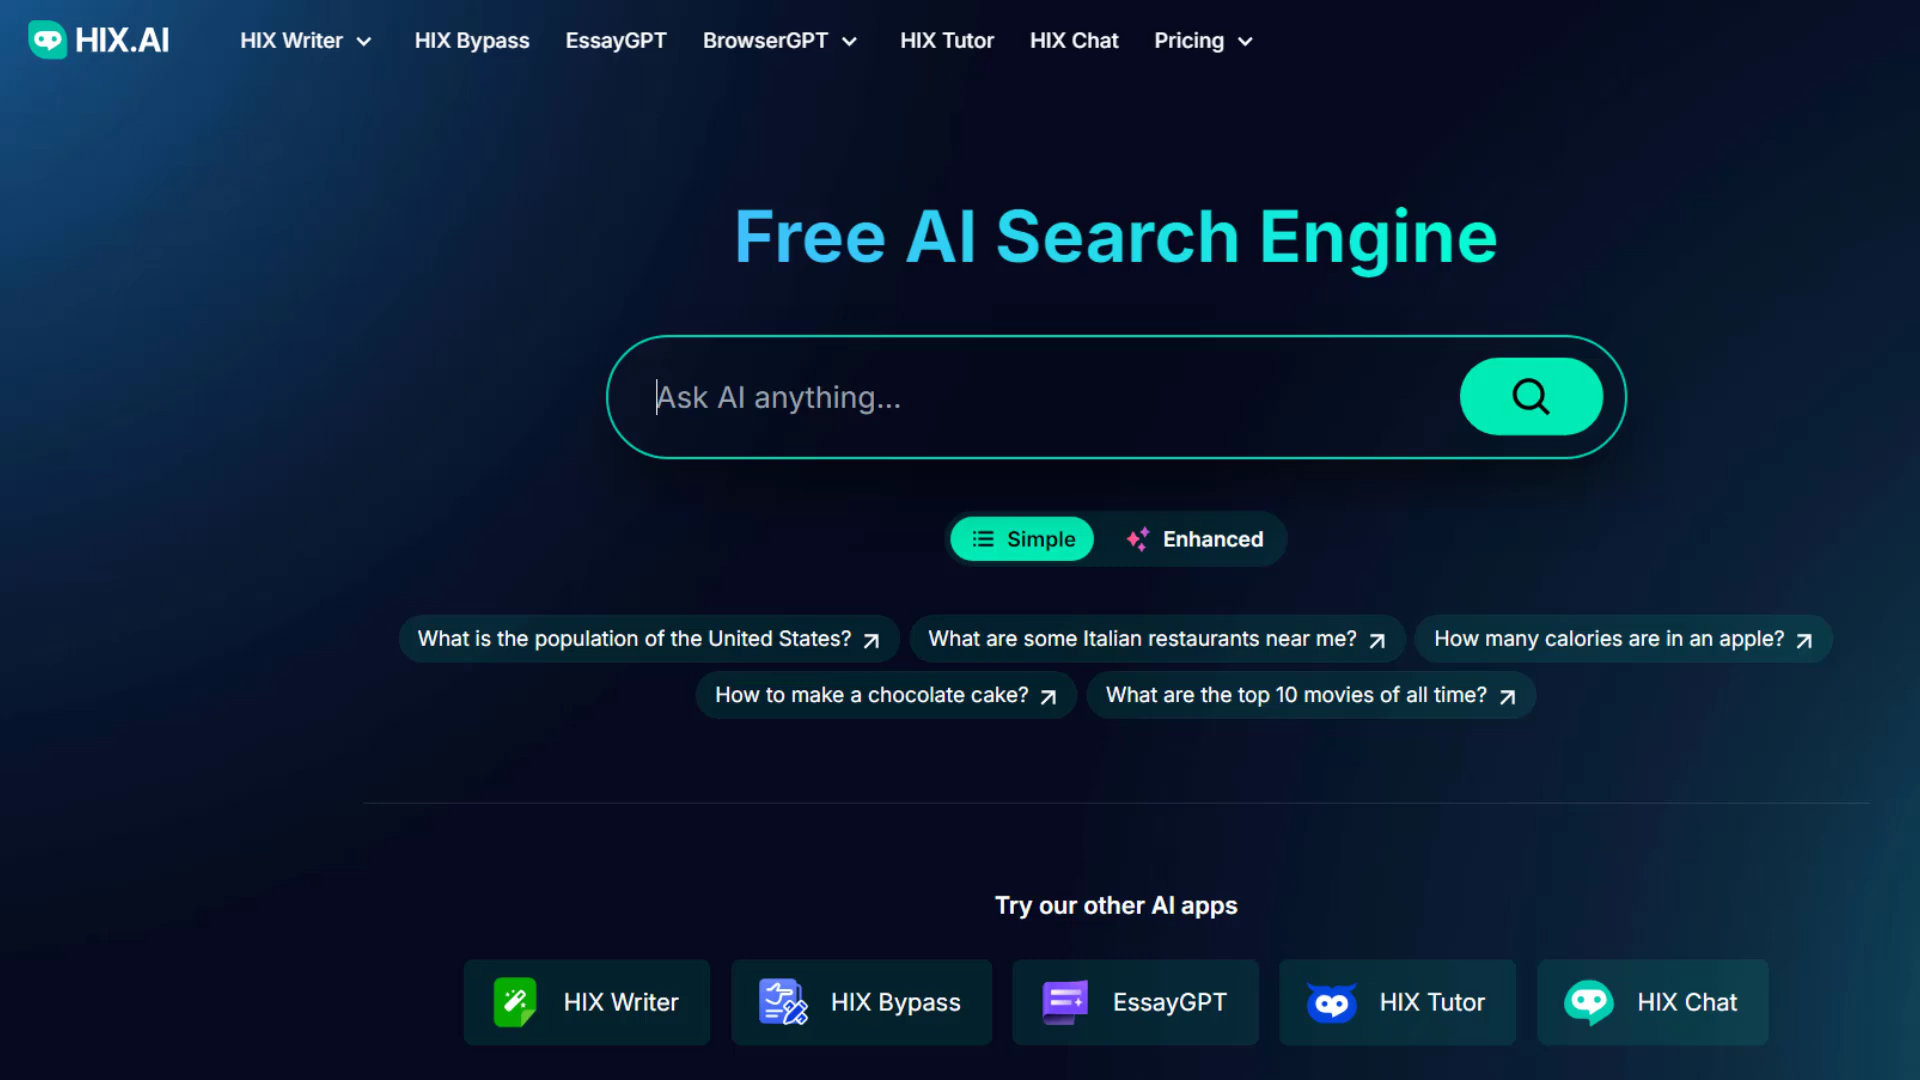 HIX.AI HIX Writer HIX Bypass EssayGPT BrowserGPT HIX Tutor HIX Chat Pricing
Free AI Search Engine
Ask AI anything...
Simple Enhanced
What is the population of the United States? What are some Italian restaurants near me? How many calories are in an apple?
How to make a chocolate cake? What are the top 10 movies of all time?
Try our other AI apps
HIX Writer HIX Bypass EssayGPT HIX Tutor HIX Chat